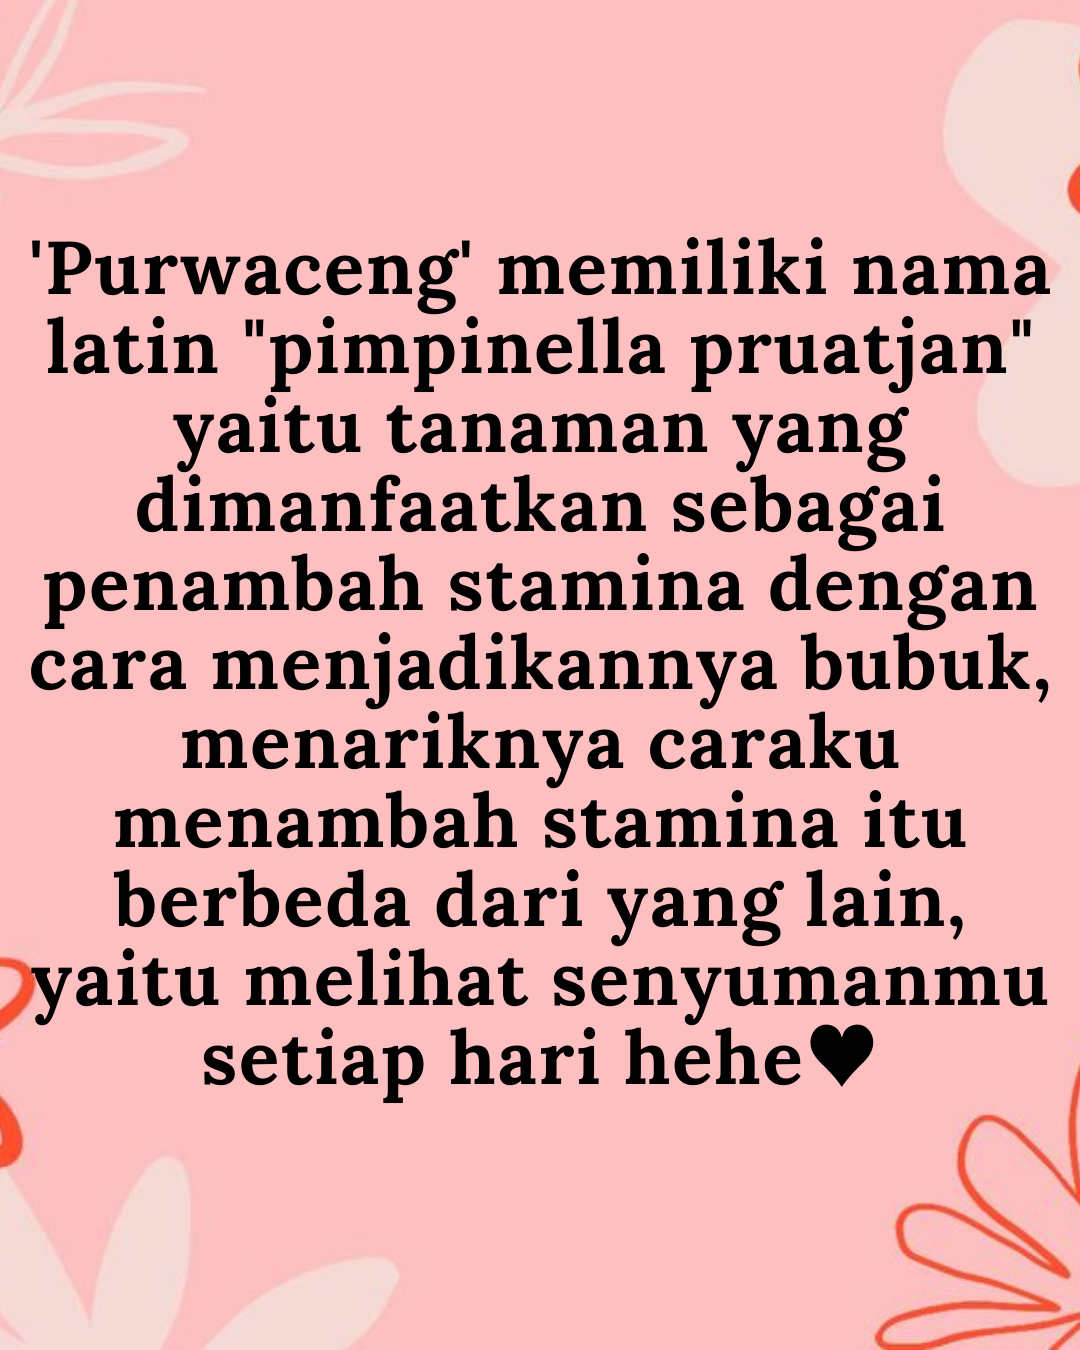 'Purwaceng' memiliki nama
latin "pimpinella pruatjan"
yaitu tanaman yang
dimanfaatkan sebagai
penambah stamina dengan
cara menjadikannya bubuk,
menariknya caraku
menambah stamina itu
berbeda dari yang lain,
yaitu melihat senyumanmu
setiap hari hehe♥